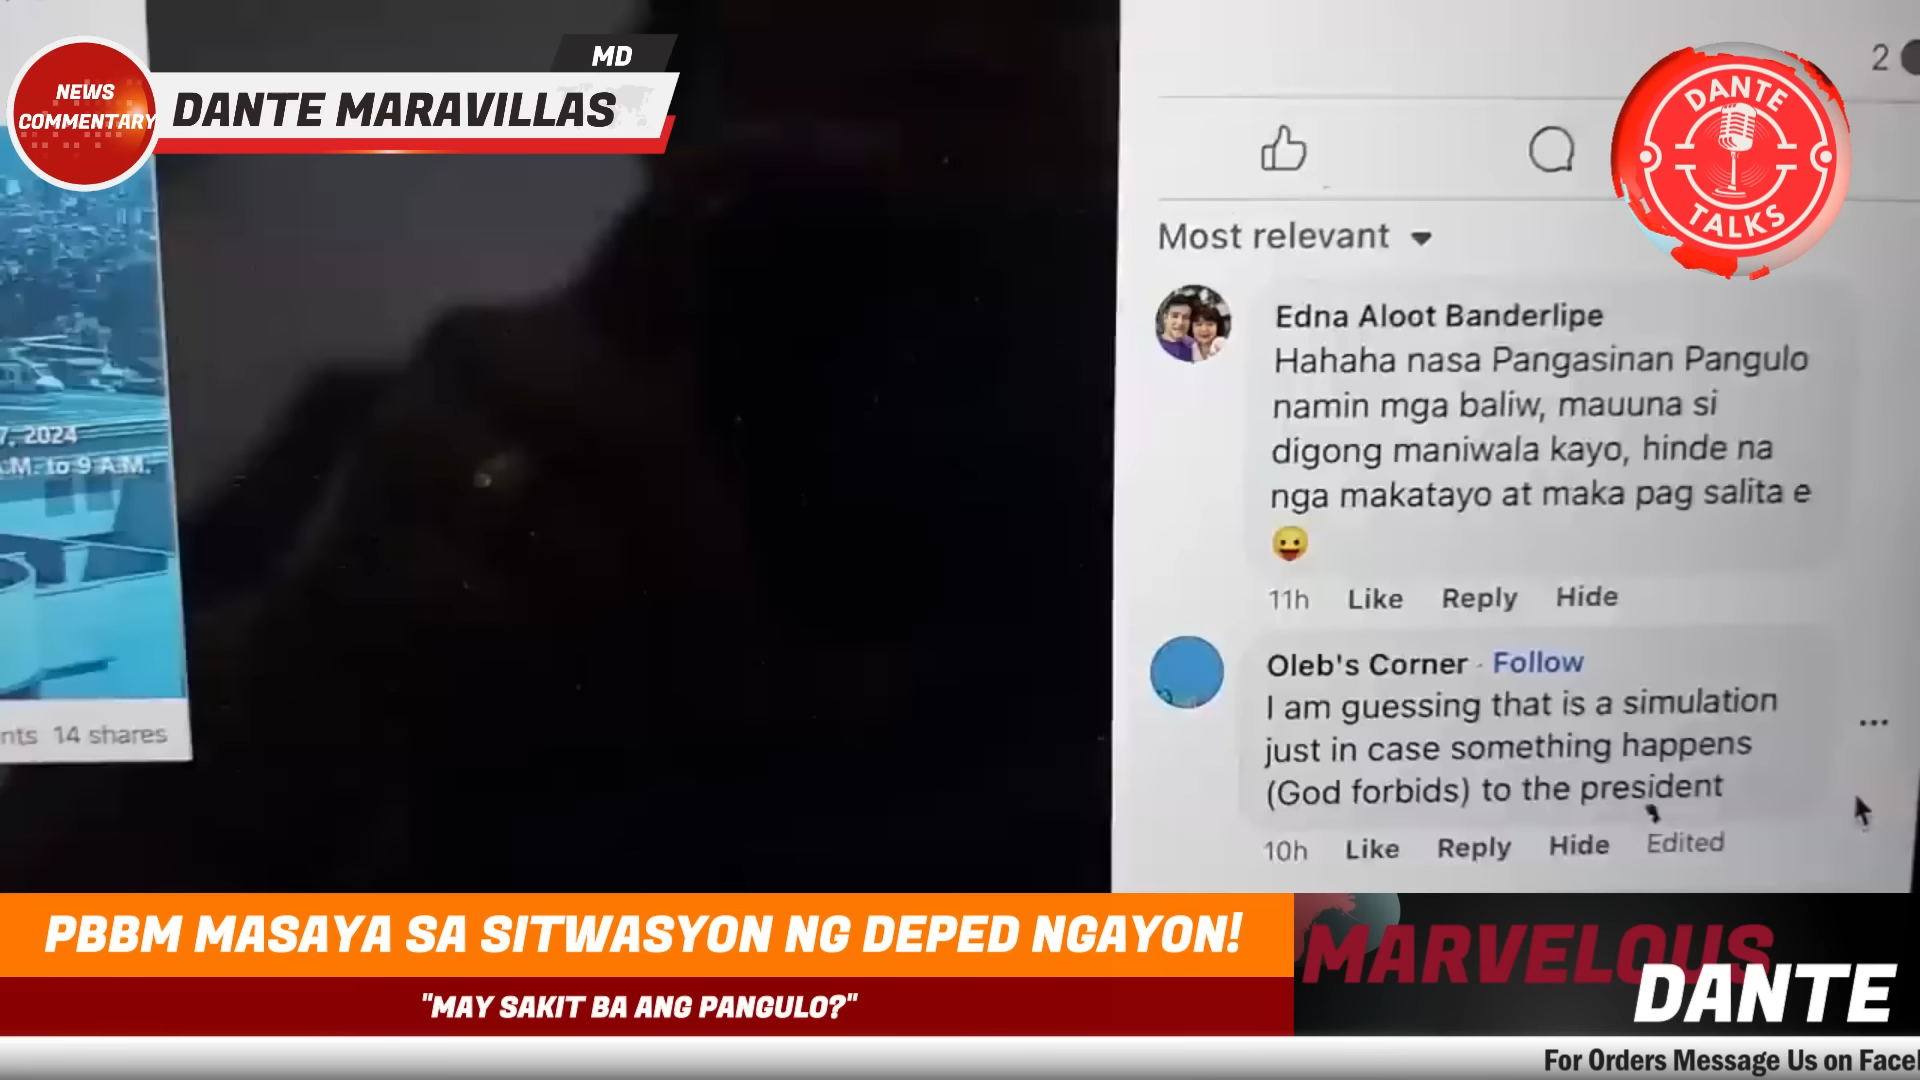 MD
NEWS
COMMENTARY
DANTE MARAVILLAS
DANTE
TALKS
2
Most relevant
Edna Aloot Banderlipe
Hahaha nasa Pangasinan Pangulo
namin mga baliw, mauuna si
digong maniwala kayo, hinde na
nga makatayo at maka pag salita e
11h Like Reply Hide
Oleb's Corner · Follow
I am guessing that is a simulation
just in case something happens
(God forbids) to the president
10h Like Reply Hide Edited
7, 2024
A.M. to 9 A.M.
nts 14 shares
PBBM MASAYA SA SITWASYON NG DEPED NGAYON!
"MAY SAKIT BA ANG PANGULO?"
MARVELOUS
DANTE
For Orders Message Us on Face